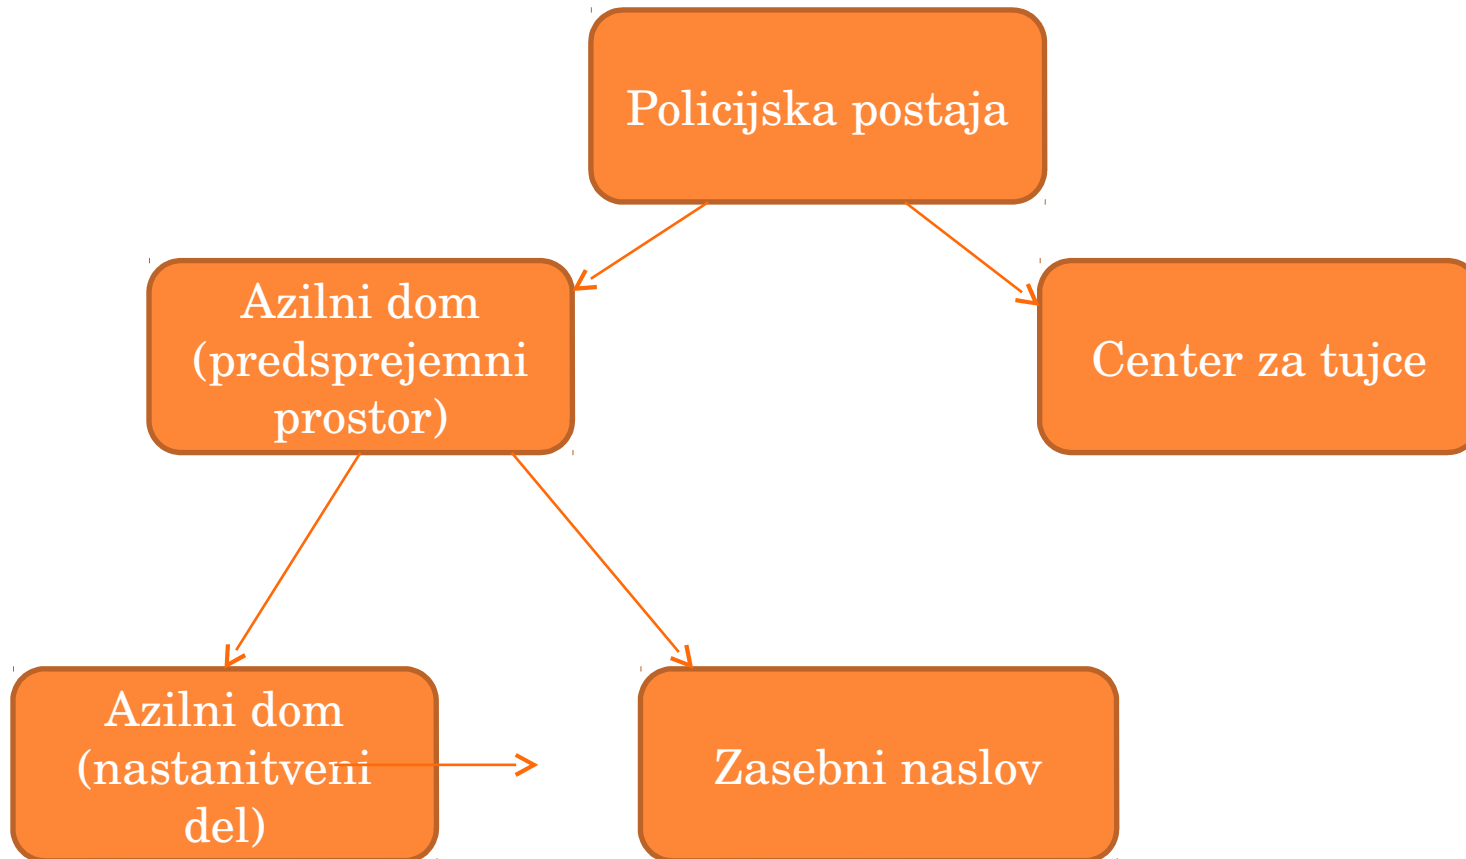 Policijska postaja
Azilni dom
(predsprejemni
prostor)
Center za tujce
Azilni dom
(nastanitveni
del)
Zasebni naslov